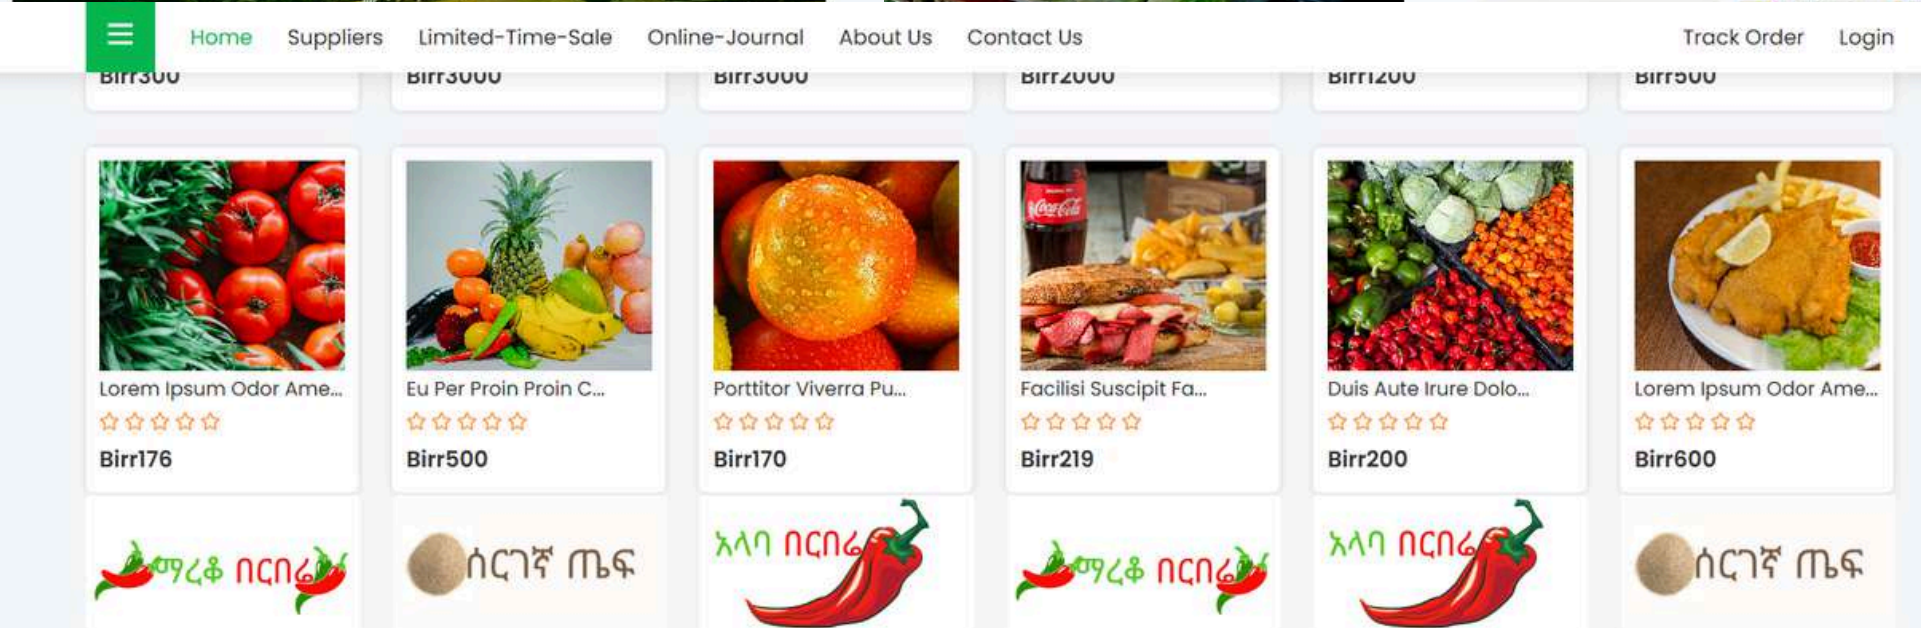 Home Suppliers Limited-Time-Sale Online-Journal About Us Contact Us Track Order Login
Birr300 Birr3000 Birr3000 Birr2000 Birr1200 Birr500
Coca-Cola
Lorem Ipsum Odor Ame... Eu Per Proin Proin C... Porttitor Viverra Pu... Facilisi Suscipit Fa... Duis Aute Irure Dolo... Lorem Ipsum Odor Ame...
Birr176 Birr500 Birr170 Birr219 Birr200 Birr600
ማረቆ በርበሬ ሰርገኛ ጤፍ አላባ በርበሬ ማረቆ በርበሬ አላባ በርበሬ ሰርገኛ ጤፍ